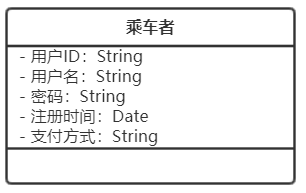 乘车者
- 用户ID：String
- 用户名：String
- 密码：String
- 注册时间：Date
- 支付方式：String